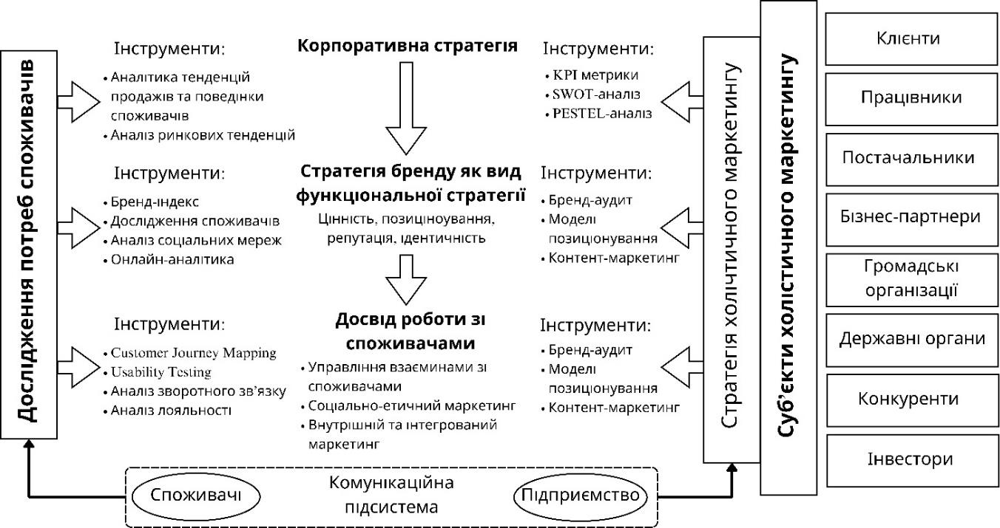 Дослідження потреб споживачів
Інструменти:
• Аналітика тенденцій
продажів та поведінки
споживачів
• Аналіз ринкових тенденцій
Інструменти:
• Бренд-індекс
• Дослідження споживачів
• Аналіз соціальних мереж
• Онлайн-аналітика
Інструменти:
• Customer Journey Mapping
• Usability Testing
• Аналіз зворотного зв’язку
• Аналіз лояльності
Корпоративна стратегія
Стратегія бренду як вид
функціональної стратегії
Цінність, позиціноування,
репутація, ідентичність
Досвід роботи зі
споживачами
• Управління взаєминами зі
споживачами
• Соціально-етичний маркетинг
• Внутрішній та інтегрований
маркетинг
Інструменти:
• KPI метрики
• SWOT-аналіз
• PESTEL-аналіз
Інструменти:
• Бренд-аудит
• Моделі
позиціонування
• Контент-маркетинг
Інструменти:
• Бренд-аудит
• Моделі
позиціонування
• Контент-маркетинг
Стратегія холічтичного маркетингу
Суб’єкти холістичного маркетингу
Клієнти
Працівники
Постачальники
Бізнес-партнери
Громадські
організації
Державні органи
Конкуренти
Інвестори
Споживачі
Комунікаційна
підсистема
Підприємство